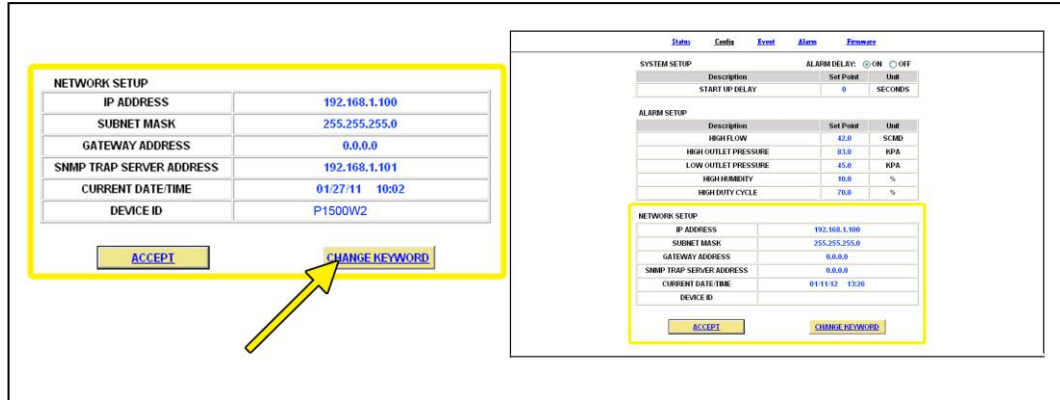 NETWORK SETUP
IP ADDRESS 192.168.1.100
SUBNET MASK 255.255.255.0
GATEWAY ADDRESS 0.0.0.0
SNMP TRAP SERVER ADDRESS 192.168.1.101
CURRENT DATE/TIME 01/27/11 10:02
DEVICE ID P1500W2
ACCEPT CHANGE KEYWORD
Status Config Event Alarm Firmware
SYSTEM SETUP ALARM DELAY: ON OFF
Description Set Point Unit
START UP DELAY 0 SECONDS
ALARM SETUP
Description Set Point Unit
HIGH FLOW 42.0 SCMD
HIGH OUTLET PRESSURE 83.0 KPA
LOW OUTLET PRESSURE 45.0 KPA
HIGH HUMIDITY 10.0 %
HIGH DUTY CYCLE 70.0 %
NETWORK SETUP
IP ADDRESS 192.168.1.100
SUBNET MASK 255.255.255.0
GATEWAY ADDRESS 0.0.0.0
SNMP TRAP SERVER ADDRESS 0.0.0.0
CURRENT DATE/TIME 01/11/12 13:26
DEVICE ID
ACCEPT CHANGE KEYWORD